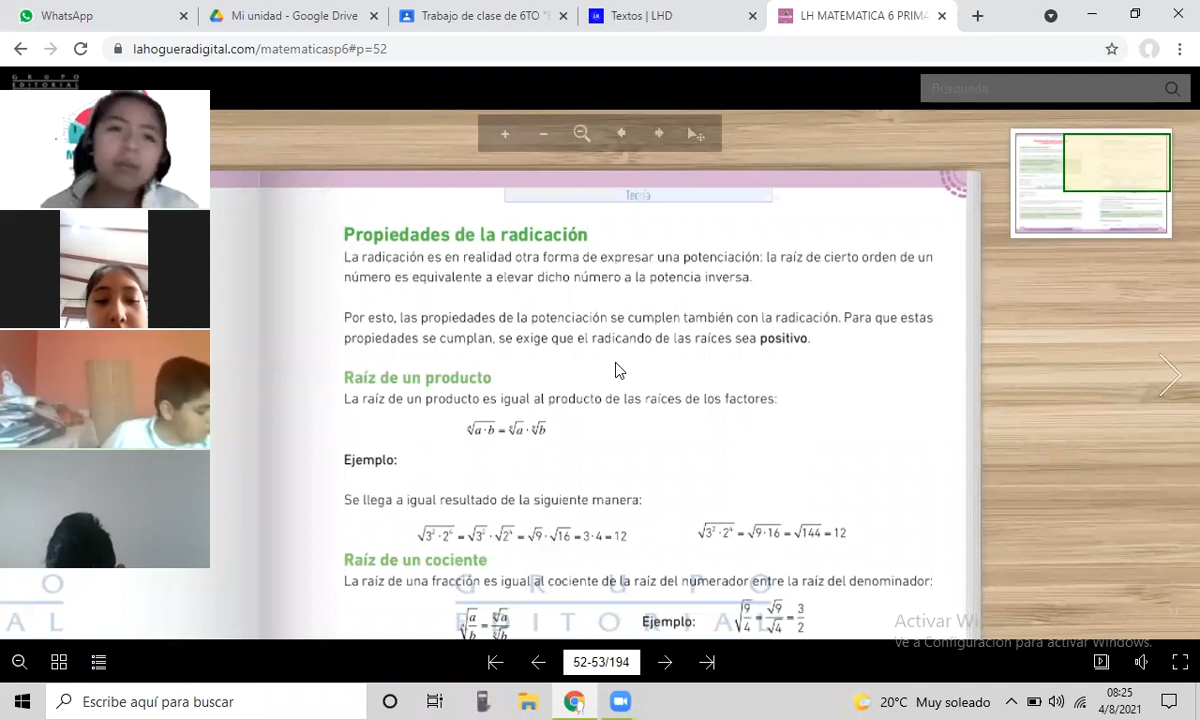 WhatsApp
Mi unidad - Google Drive
Trabajo de clase de 6TO "
Textos | LHD
LH MATEMATICA 6 PRIMA
lahogueradigital.com/matematicasp6#p=52
GRUPO
EDITORIAL
Búsqueda
Teoría
Propiedades de la radicación
La radicación es en realidad otra forma de expresar una potenciación: la raíz de cierto orden de un
número es equivalente a elevar dicho número a la potencia inversa.
Por esto, las propiedades de la potenciación se cumplen también con la radicación. Para que estas
propiedades se cumplan, se exige que el radicando de las raíces sea positivo.
Raíz de un producto
La raíz de un producto es igual al producto de las raíces de los factores:
ⁿ√(a·b) = ⁿ√a · ⁿ√b
Ejemplo:
Se llega a igual resultado de la siguiente manera:
√(3²·2⁴) = √3² · √2⁴ = √9 · √16 = 3·4 = 12
√(3²·2⁴) = √(9·16) = √144 = 12
Raíz de un cociente
La raíz de una fracción es igual al cociente de la raíz del numerador entre la raíz del denominador:
GRUPO
EDITORIAL
ⁿ√(a/b) = ⁿ√a/ⁿ√b
Ejemplo:
√(9/4) = √9/√4 = 3/2
O
A L
Activar Wi
Ve a Configuración para activar Windows.
52-53/194
Escribe aquí para buscar
20°C Muy soleado
08:25
4/8/2021